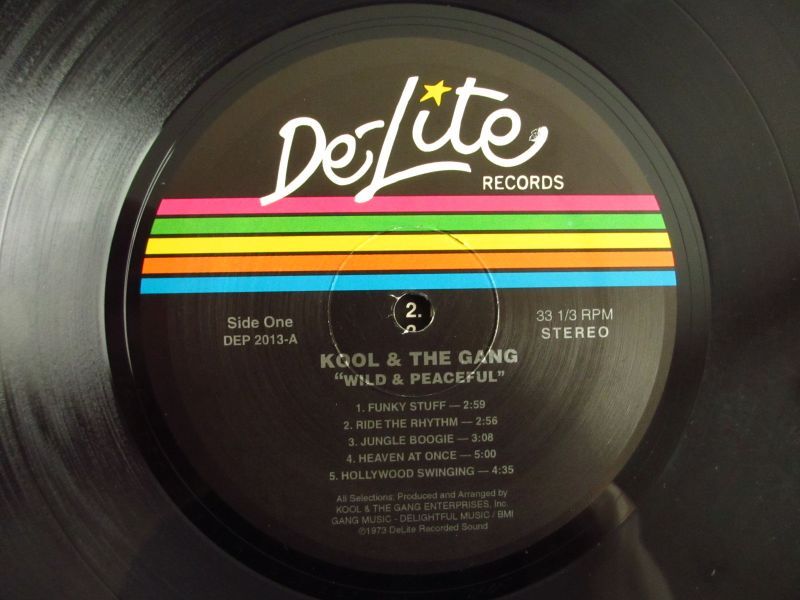 De-Lite
RECORDS
Side One
DEP 2013-A
2.
33 1/3 RPM
STEREO
KOOL & THE GANG
"WILD & PEACEFUL"
1. FUNKY STUFF — 2:59
2. RIDE THE RHYTHM — 2:56
3. JUNGLE BOOGIE — 3:08
4. HEAVEN AT ONCE — 5:00
5. HOLLYWOOD SWINGING — 4:35
All Selections: Produced and Arranged by
KOOL & THE GANG ENTERPRISES, Inc.
GANG MUSIC - DELIGHTFUL MUSIC / BMI
℗1973 DeLite Recorded Sound